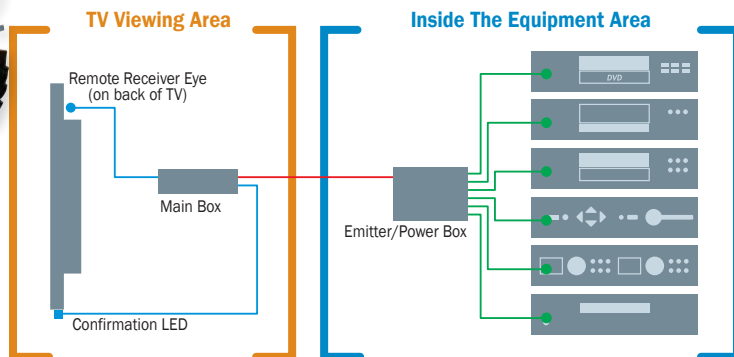 TV Viewing Area
Inside The Equipment Area
Remote Receiver Eye
(on back of TV)
DVD
Main Box
Emitter/Power Box
Confirmation LED